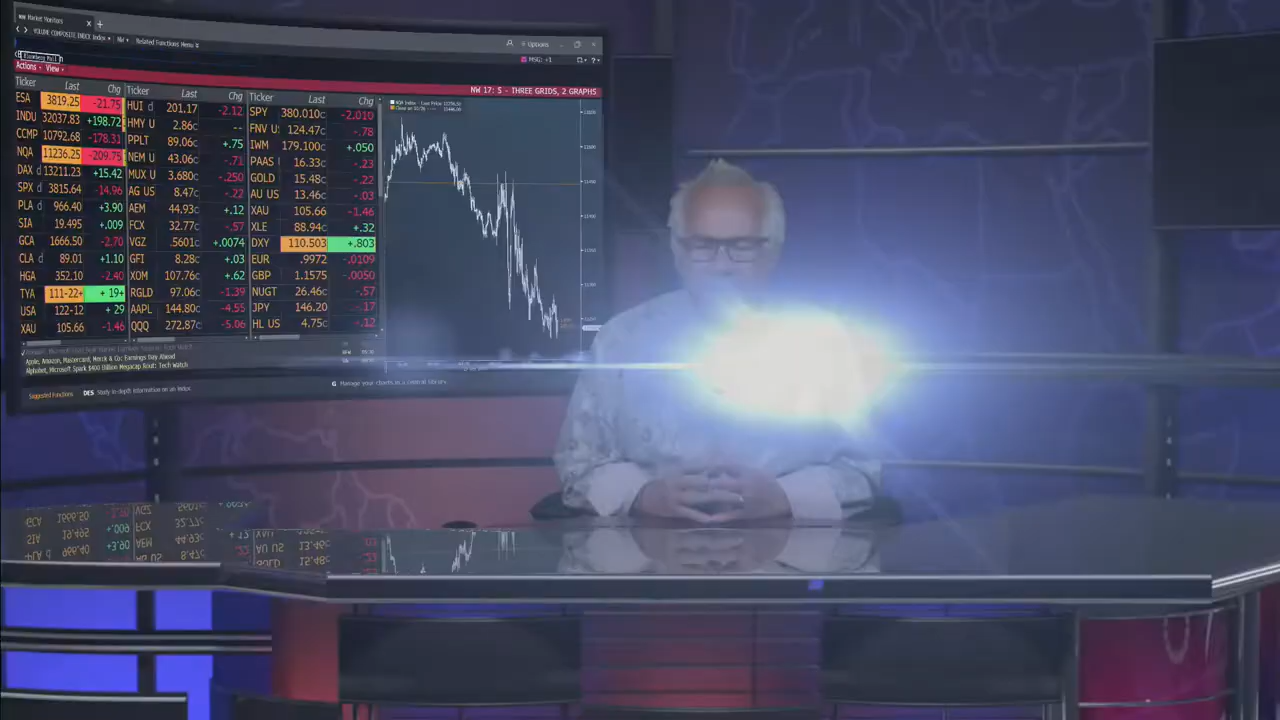 NW Market Monitors
VOLUME COMPOSITE INDICE Index NW Related Functions Menu
Options
MSG: +1
Actions View
NW 17: 5 - THREE GRIDS, 2 GRAPHS
Ticker Last Chg Ticker Last Chg Ticker Last Chg
ESA 3819.25 -21.75 HUI d 201.17 -2.12 SPY 380.010c -2.010
INDU 32037.83 +198.72 HMY U 2.86c -- FNV U 124.47c -.78
CCMP 10792.68 -178.31 PPLT 89.06c +.75 IWM 179.100c +.050
NQA 11236.25 -209.75 NEM U 43.06c -.71 PAAS 16.33c -.23
DAX d 13211.23 +15.42 MUX U 3.680c -.250 GOLD 15.48c -.22
SPX d 3815.64 -14.96 AG US 8.47c -.22 AU US 13.46c -.03
PLA d 966.40 +3.90 AEM 44.93c +.12 XAU 105.66 -1.46
SIA 19.495 +.009 FCX 32.77c -.57 XLE 88.94c +.32
GCA 1666.50 -2.70 VGZ .5601c +.0074 DXY 110.503 +.803
CLA d 89.01 +1.10 GFI 8.28c +.03 EUR .9972 -.0109
HGA 352.10 -2.40 XOM 107.76c +.62 GBP 1.1575 -.0050
TYA 111-22+ + 19+ RGLD 97.06c -1.39 NUGT 26.46c -.57
USA 122-12 + 29 AAPL 144.80c -4.55 JPY 146.20 -.17
XAU 105.66 -1.46 QQQ 272.87c -5.06 HL US 4.75c +.12
Apple, Amazon, Mastercard, Merck & Co: Earnings Day Ahead
Alphabet, Microsoft Spark $400 Billion Megacap Rout: Tech Watch
Suggested Functions DES Study in-depth information on an index G Manage your charts in a central library